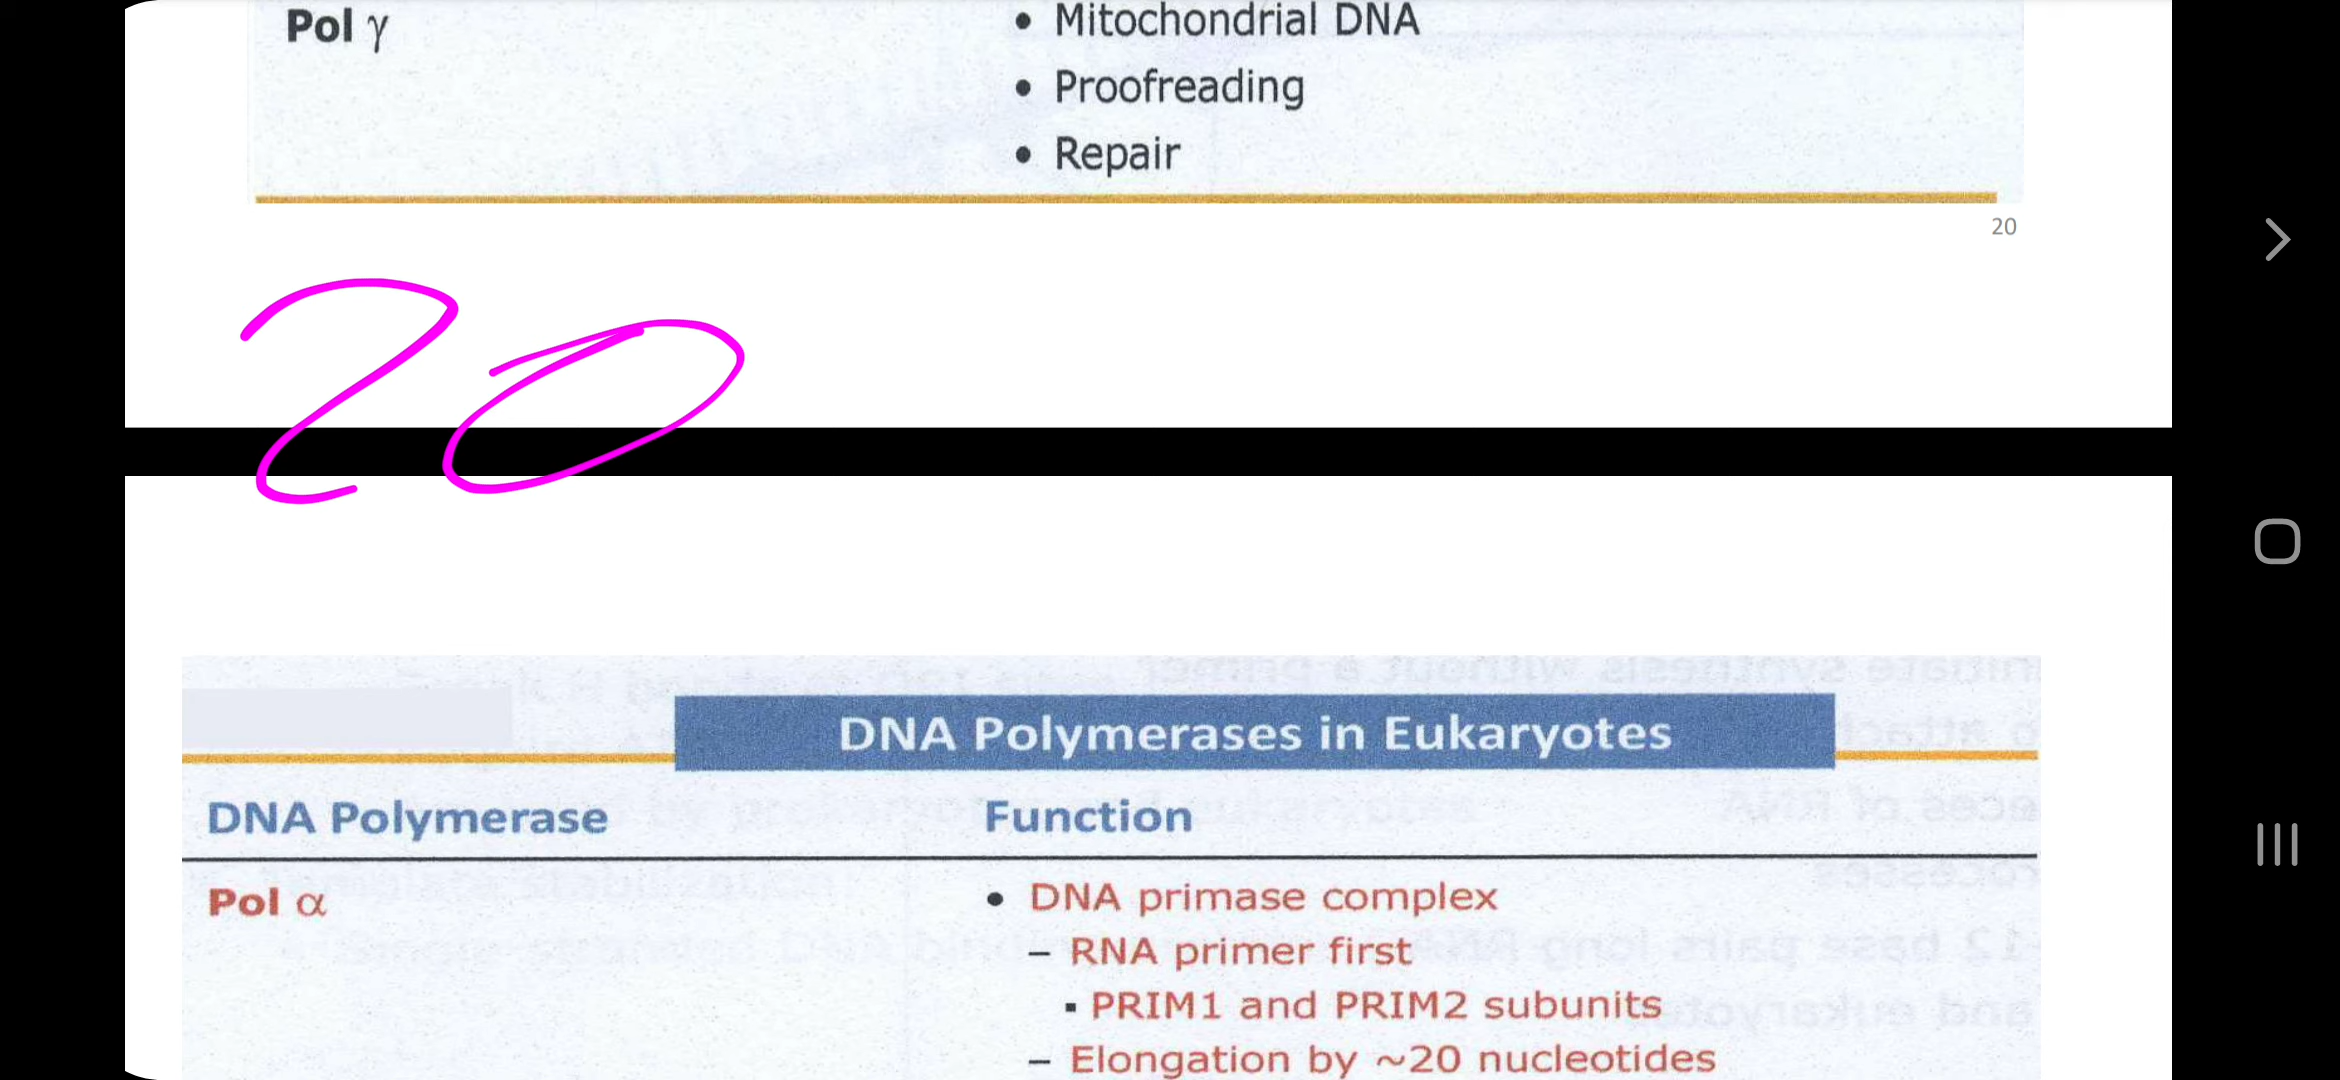 Pol γ
• Mitochondrial DNA
• Proofreading
• Repair
20
20
DNA Polymerases in Eukaryotes
DNA Polymerase Function
Pol α
• DNA primase complex
– RNA primer first
▪ PRIM1 and PRIM2 subunits
– Elongation by ~20 nucleotides